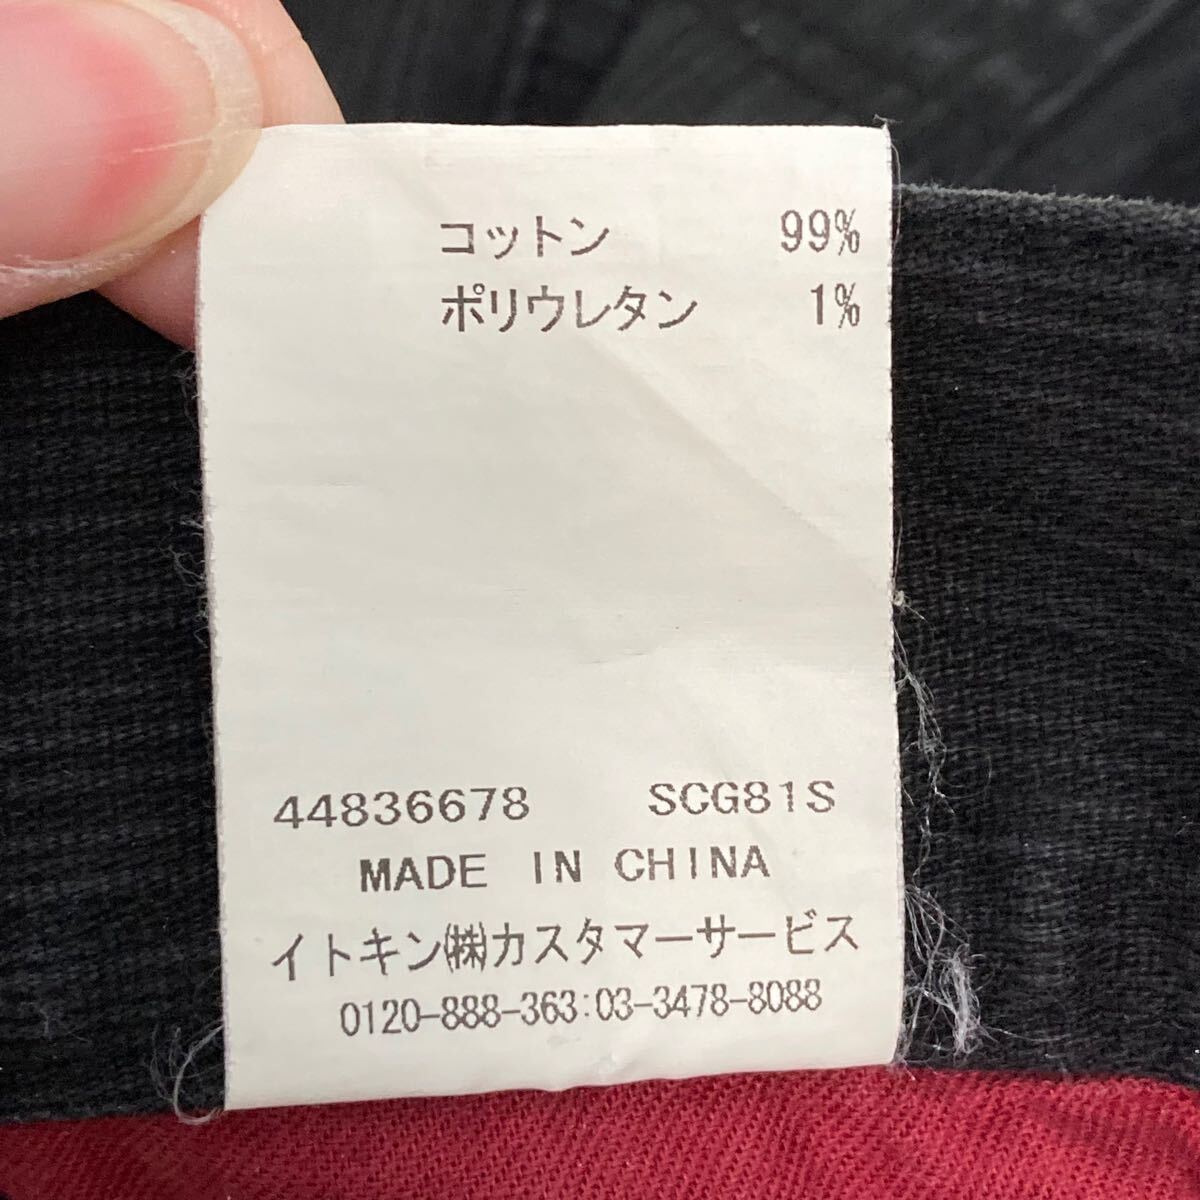 コットン 99%
ポリウレタン 1%
44836678 SCG81S
MADE IN CHINA
イトキン㈱カスタマーサービス
0120-888-363:03-3478-8088